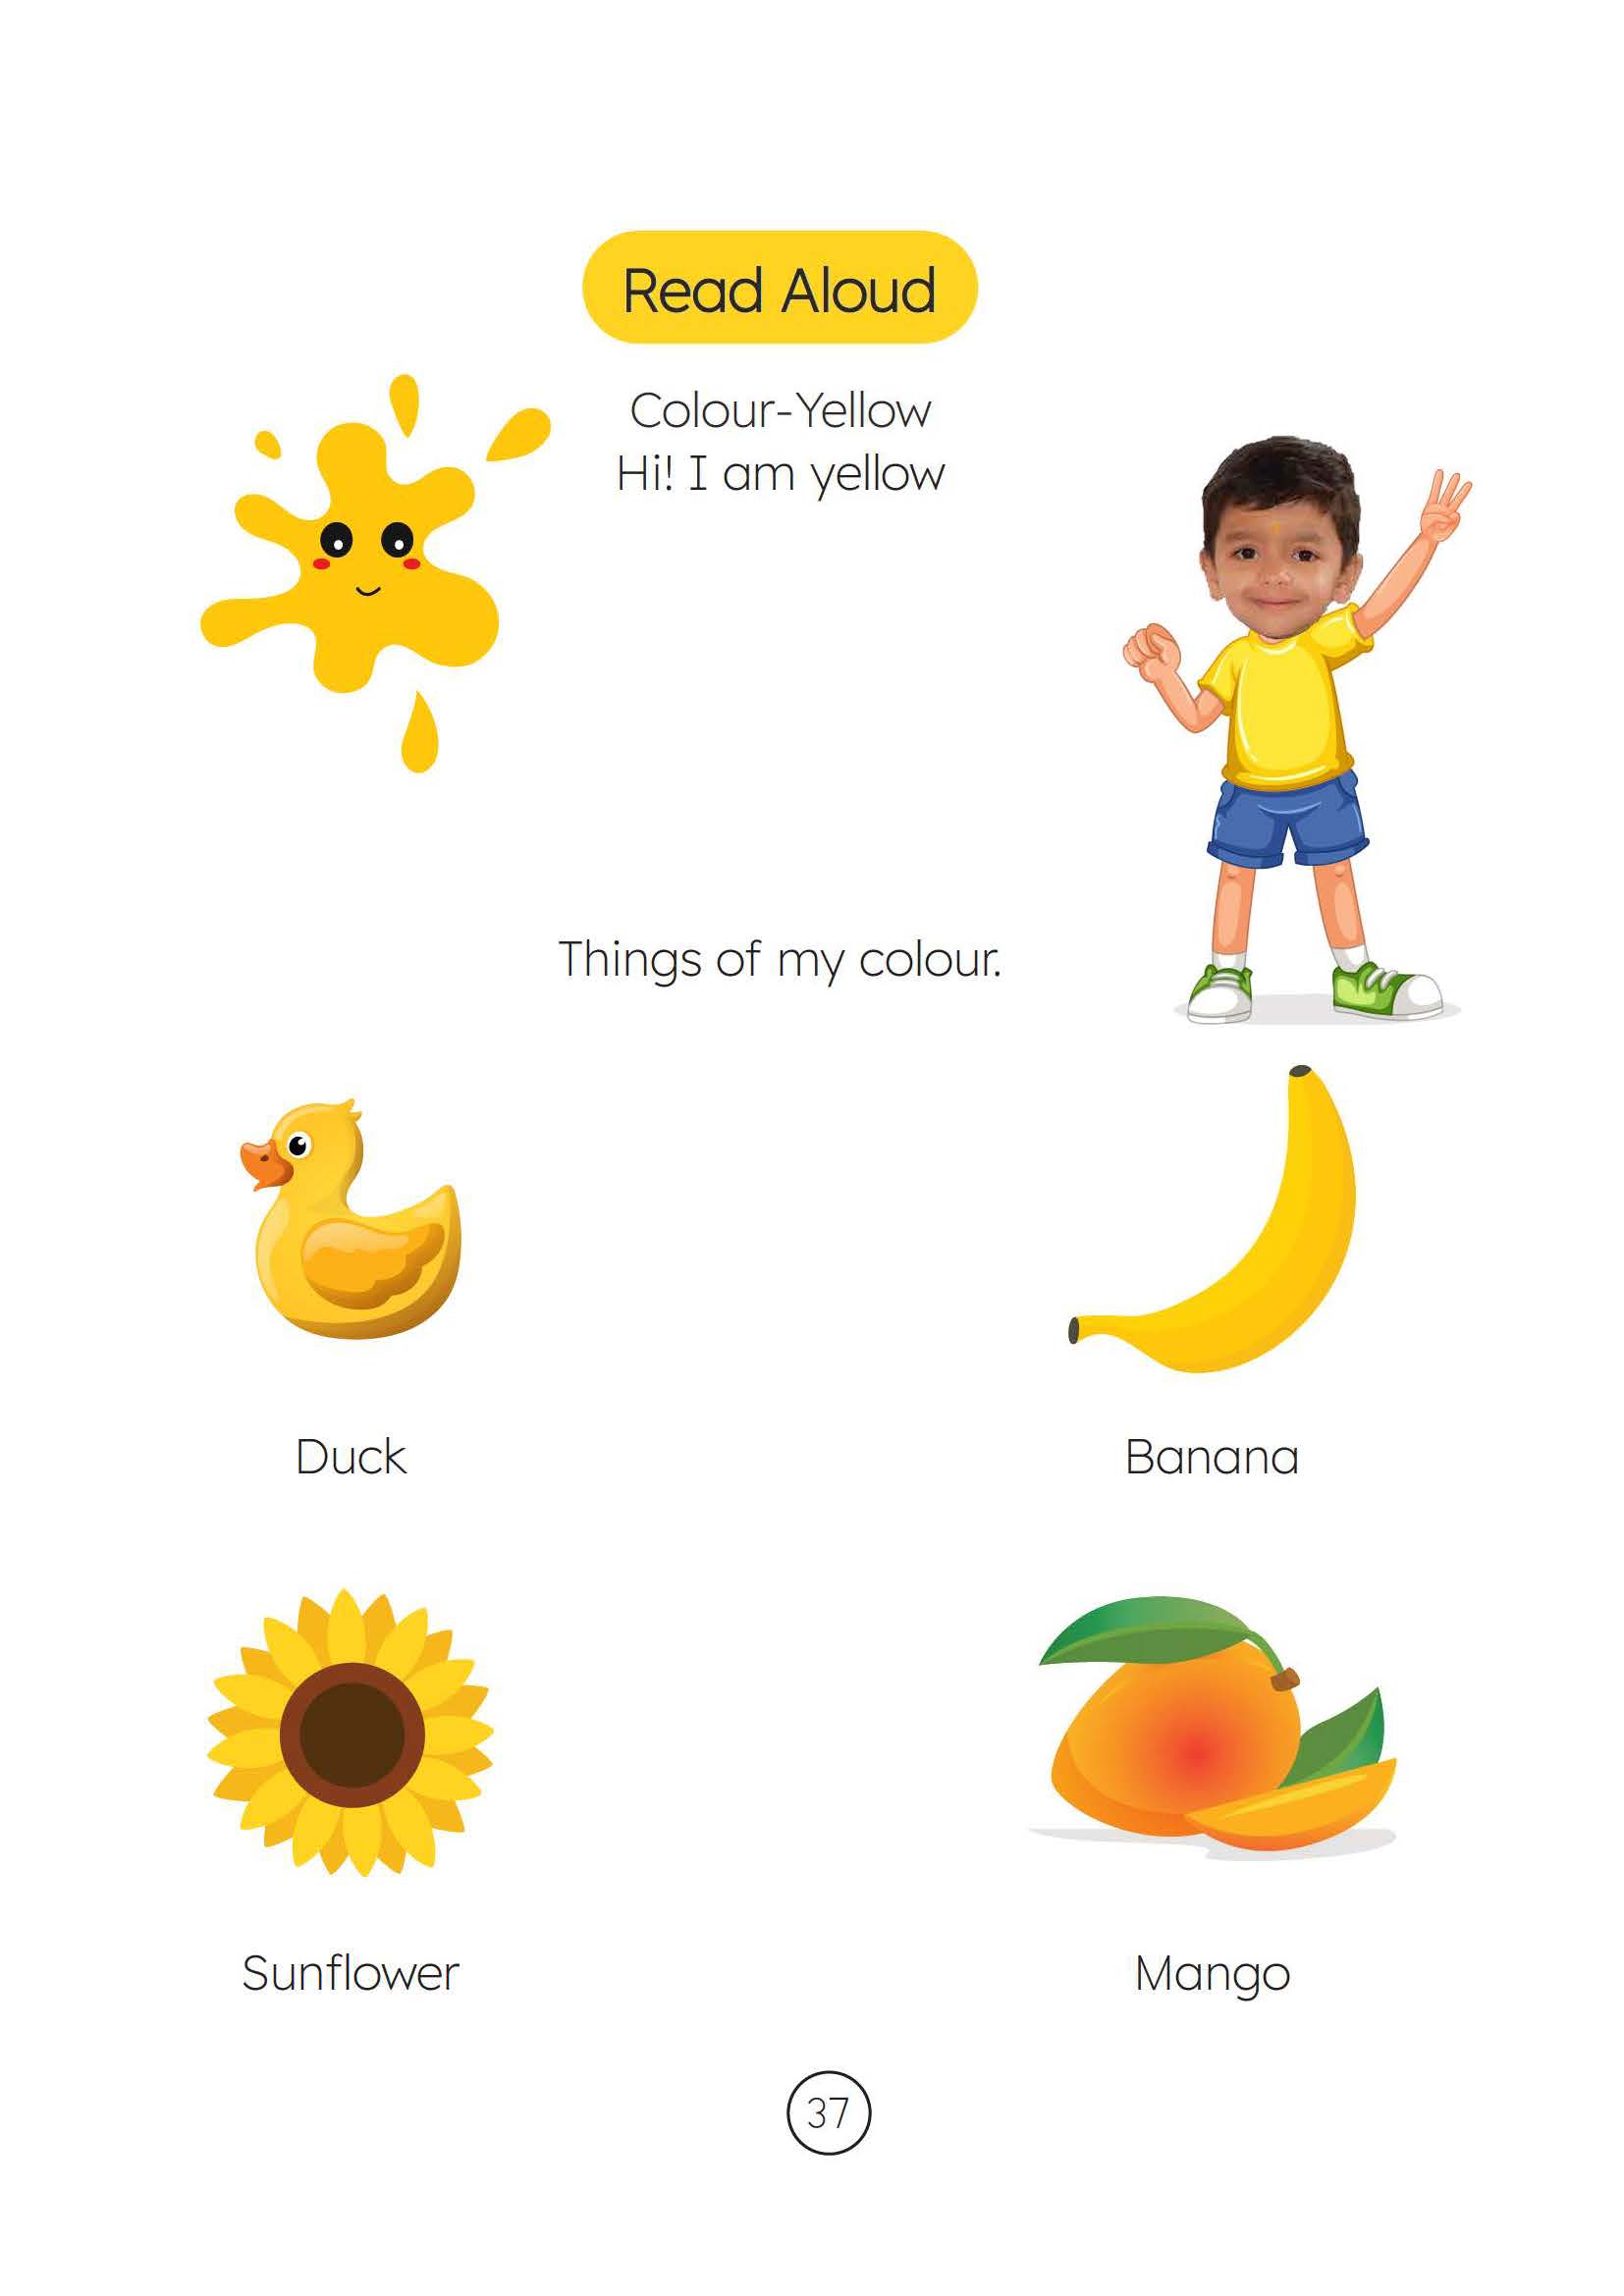 Read Aloud
Colour-Yellow
Hi! I am yellow
Things of my colour.
Duck
Banana
Sunflower
Mango
37